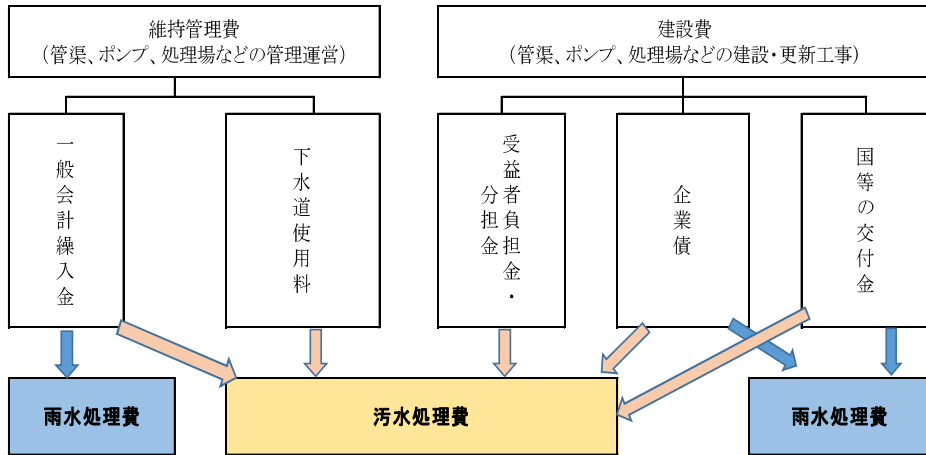 維持管理費
（管渠、ポンプ、処理場などの管理運営）
建設費
（管渠、ポンプ、処理場などの建設・更新工事）
一般会計繰入金
下水道使用料
受益者負担金・
分担金
企業債
国等の交付金
雨水処理費
汚水処理費
雨水処理費